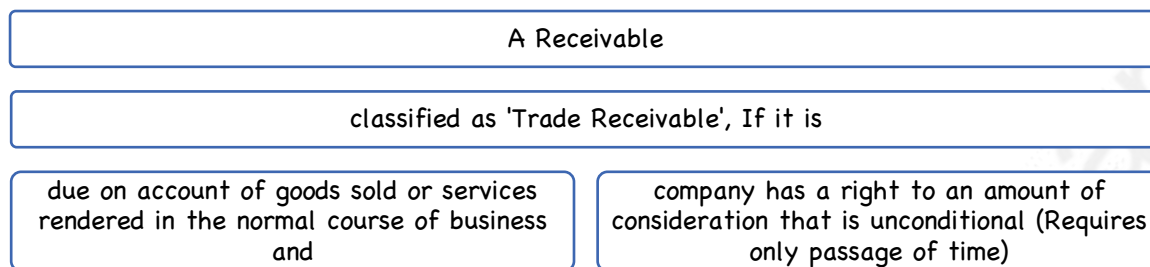 A Receivable
classified as 'Trade Receivable', If it is
due on account of goods sold or services
rendered in the normal course of business
and
company has a right to an amount of
consideration that is unconditional (Requires
only passage of time)